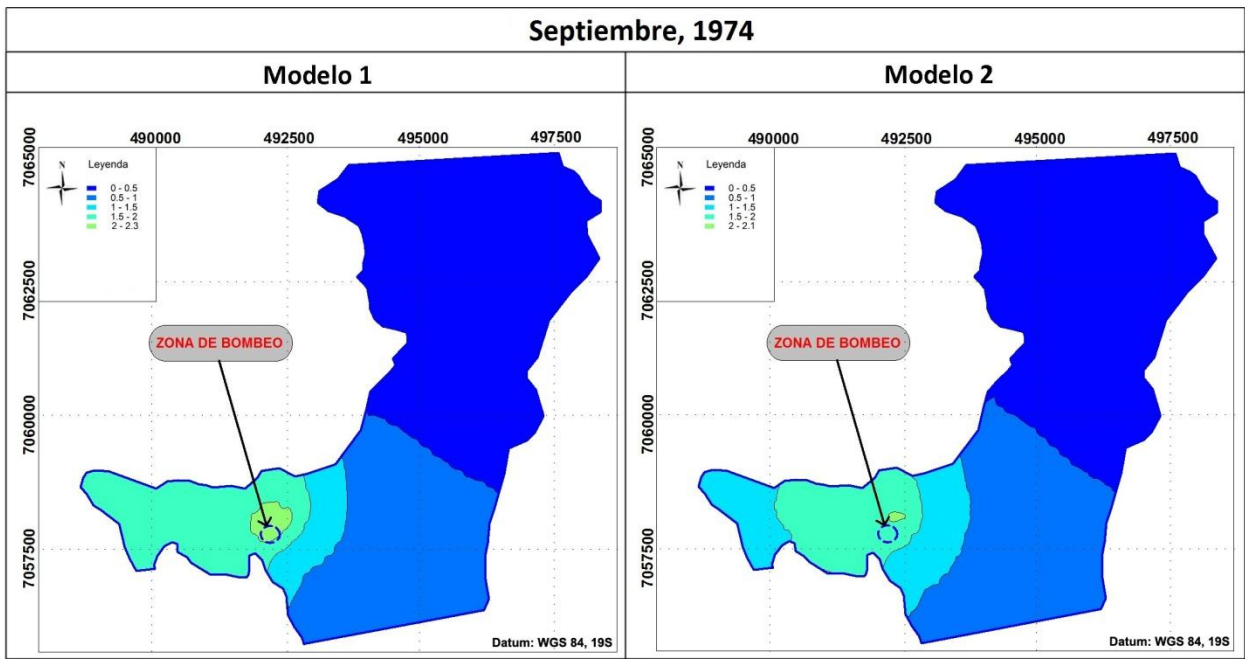 Septiembre, 1974
Modelo 1
490000 492500 495000 497500
7065000
7062500
7060000
7057500
N
Leyenda
0 - 0.5
0.5 - 1
1 - 1.5
1.5 - 2
2 - 2.3
ZONA DE BOMBEO
Datum: WGS 84, 19S
Modelo 2
490000 492500 495000 497500
7065000
7062500
7060000
7057500
N
Leyenda
0 - 0.5
0.5 - 1
1 - 1.5
1.5 - 2
2 - 2.1
ZONA DE BOMBEO
Datum: WGS 84, 19S